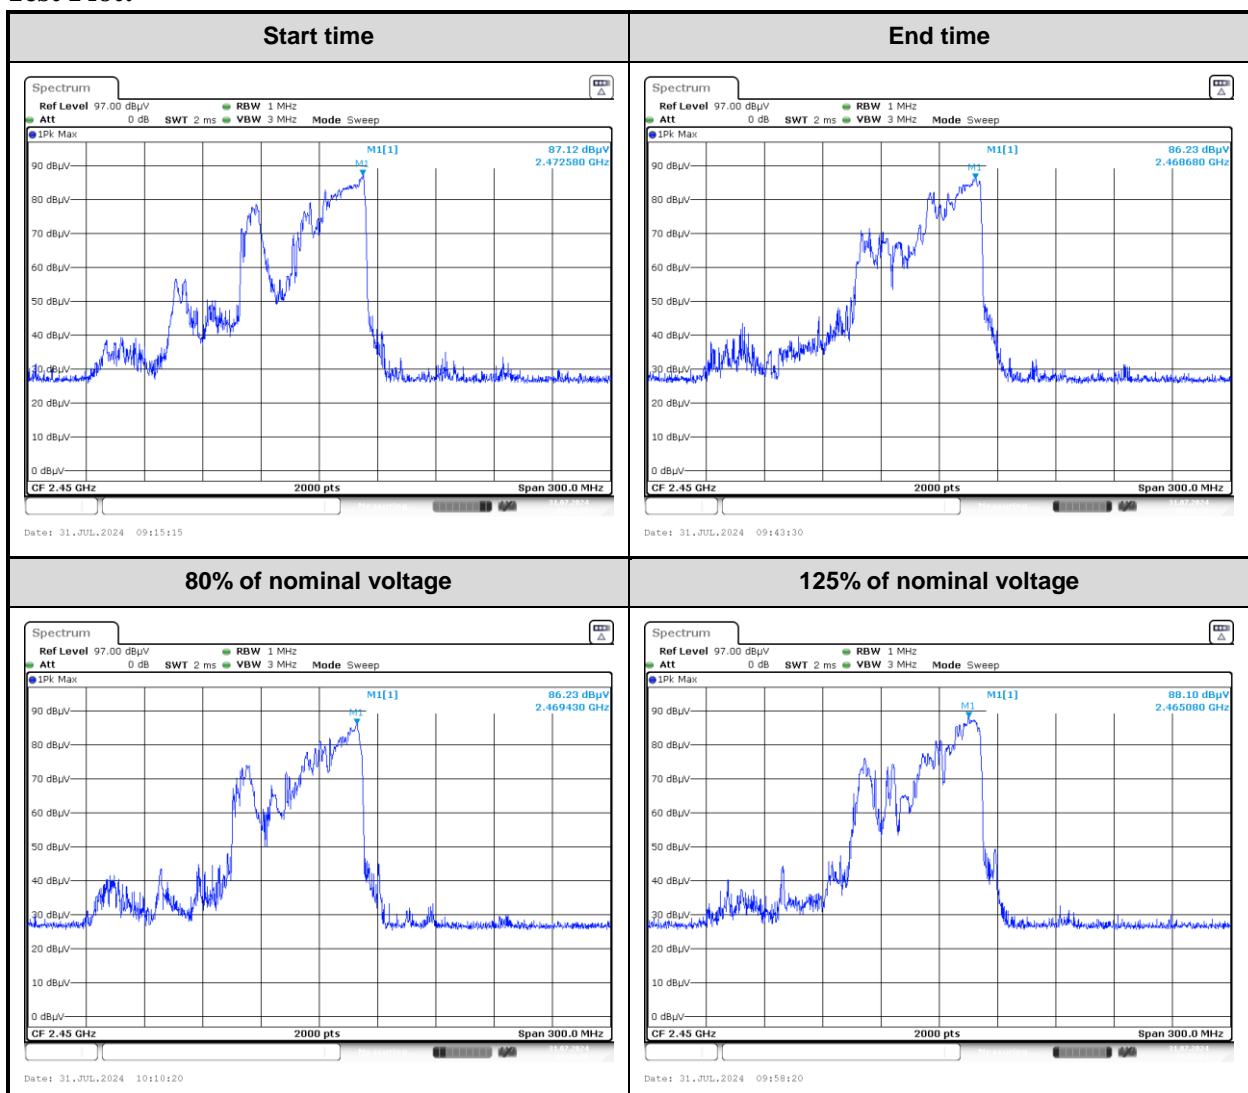 Start time
End time
Spectrum
Ref Level 97.00 dBµV RBW 1 MHz
Att 0 dB SWT 2 ms VBW 3 MHz Mode Sweep
1Pk Max
M1[1] 87.12 dBµV
2.472580 GHz
M1
90 dBµV
80 dBµV
70 dBµV
60 dBµV
50 dBµV
40 dBµV
30 dBµV
20 dBµV
10 dBµV
0 dBµV
CF 2.45 GHz 2000 pts Span 300.0 MHz
Date: 31.JUL.2024 09:15:15
Spectrum
Ref Level 97.00 dBµV RBW 1 MHz
Att 0 dB SWT 2 ms VBW 3 MHz Mode Sweep
1Pk Max
M1[1] 86.23 dBµV
2.468680 GHz
M1
90 dBµV
80 dBµV
70 dBµV
60 dBµV
50 dBµV
40 dBµV
30 dBµV
20 dBµV
10 dBµV
0 dBµV
CF 2.45 GHz 2000 pts Span 300.0 MHz
Date: 31.JUL.2024 09:43:30
80% of nominal voltage
125% of nominal voltage
Spectrum
Ref Level 97.00 dBµV RBW 1 MHz
Att 0 dB SWT 2 ms VBW 3 MHz Mode Sweep
1Pk Max
M1[1] 86.23 dBµV
2.469430 GHz
M1
90 dBµV
80 dBµV
70 dBµV
60 dBµV
50 dBµV
40 dBµV
30 dBµV
20 dBµV
10 dBµV
0 dBµV
CF 2.45 GHz 2000 pts Span 300.0 MHz
Date: 31.JUL.2024 10:10:20
Spectrum
Ref Level 97.00 dBµV RBW 1 MHz
Att 0 dB SWT 2 ms VBW 3 MHz Mode Sweep
1Pk Max
M1[1] 88.10 dBµV
2.465080 GHz
M1
90 dBµV
80 dBµV
70 dBµV
60 dBµV
50 dBµV
40 dBµV
30 dBµV
20 dBµV
10 dBµV
0 dBµV
CF 2.45 GHz 2000 pts Span 300.0 MHz
Date: 31.JUL.2024 09:58:20